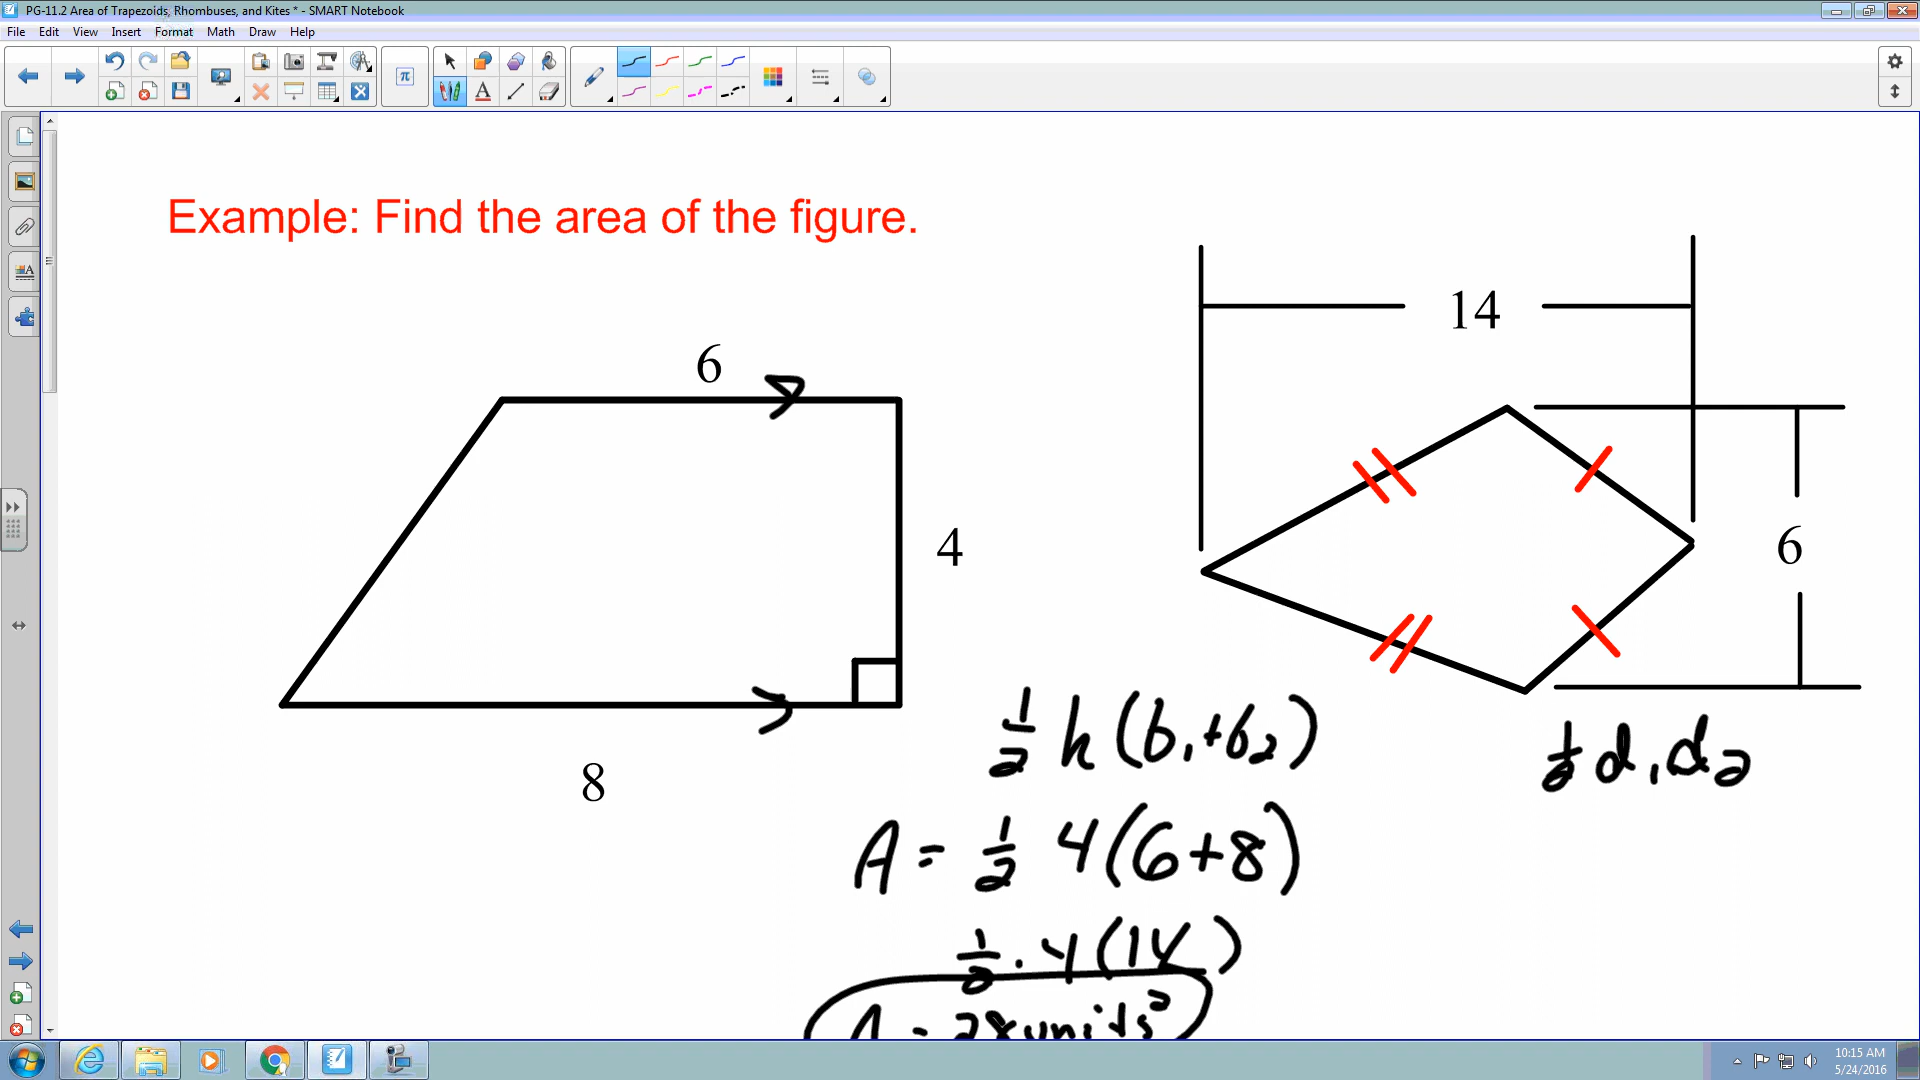 PG-11.2 Area of Trapezoids, Rhombuses, and Kites * - SMART Notebook
File Edit View Insert Format Math Draw Help
Example: Find the area of the figure.
14
6
4
6
8
½ h (b₁+b₂)
½ d₁d₂
A = ½ 4(6+8)
½ · 4(14)
A = 28 units²
10:15 AM
5/24/2016